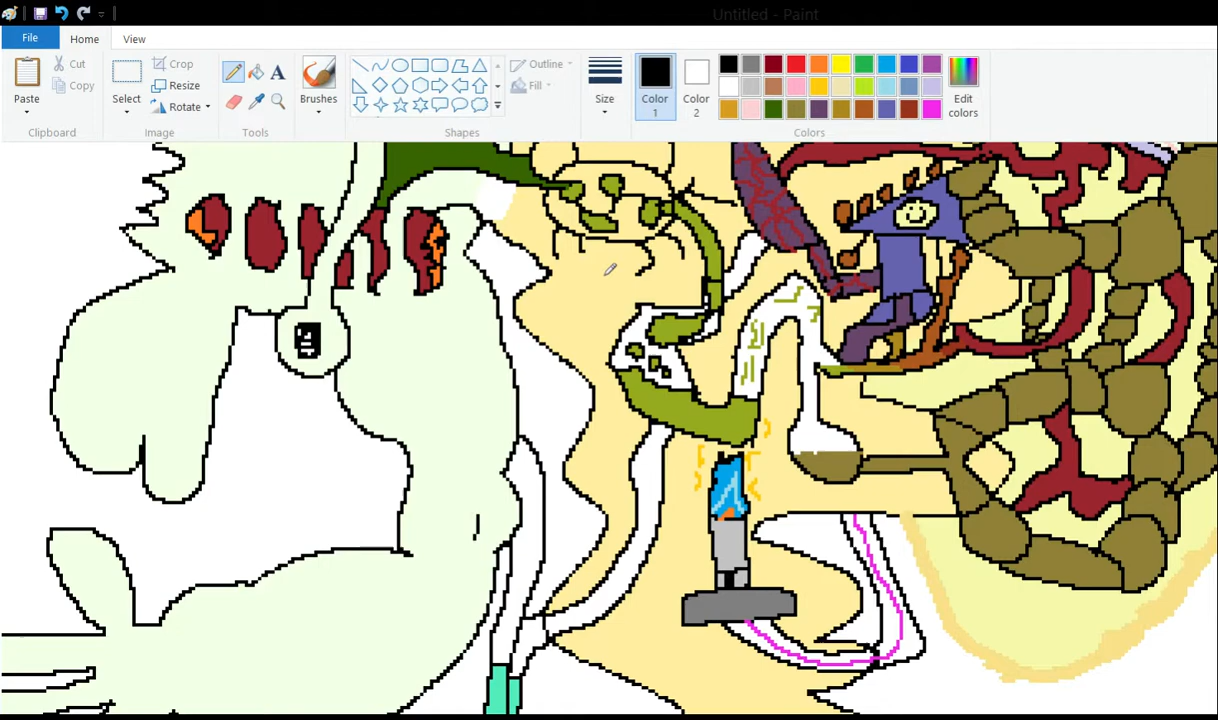 Untitled - Paint
File Home View
Paste Cut Copy
Select Crop Resize Rotate
A
Brushes
Outline Fill
Size
Color 1
Color 2
Edit colors
Clipboard Image Tools Shapes Colors